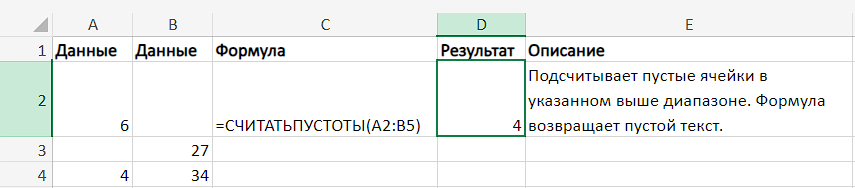 A B C D E
1 Данные Данные Формула Результат Описание
Подсчитывает пустые ячейки в
2 указанном выше диапазоне. Формула
6 =СЧИТАТЬПУСТОТЫ(A2:B5) 4 возвращает пустой текст.
3 27
4 4 34